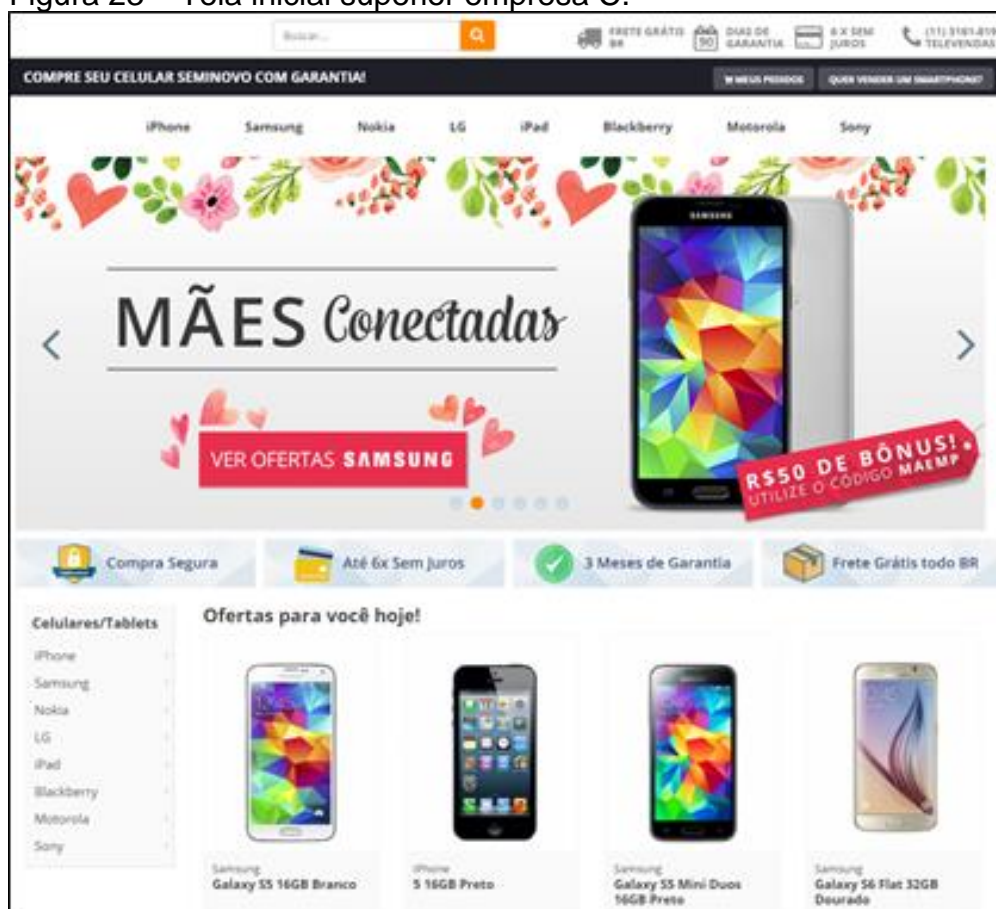 Figura 28 – Tela inicial superior empresa C.
Buscar...
FRETE GRÁTIS
BR
90
DIAS DE
GARANTIA
6 X SEM
JUROS
TELEVENDAS
COMPRE SEU CELULAR SEMINOVO COM GARANTIA!
MEUS PEDIDOS
QUER VENDER UM SMARTPHONE?
iPhone Samsung Nokia LG iPad Blackberry Motorola Sony
SAMSUNG
MÃES Conectadas
VER OFERTAS SAMSUNG
R$50 DE BÔNUS!
UTILIZE O CÓDIGO MAEMP
Compra Segura
Até 6x Sem Juros
3 Meses de Garantia
Frete Grátis todo BR
Celulares/Tablets
iPhone
Samsung
Nokia
LG
iPad
Blackberry
Motorola
Sony
Ofertas para você hoje!
Samsung
Galaxy S5 16GB Branco
iPhone
5 16GB Preto
Samsung
Galaxy S5 Mini Duos
16GB Preto
Samsung
Galaxy S6 Flat 32GB
Dourado